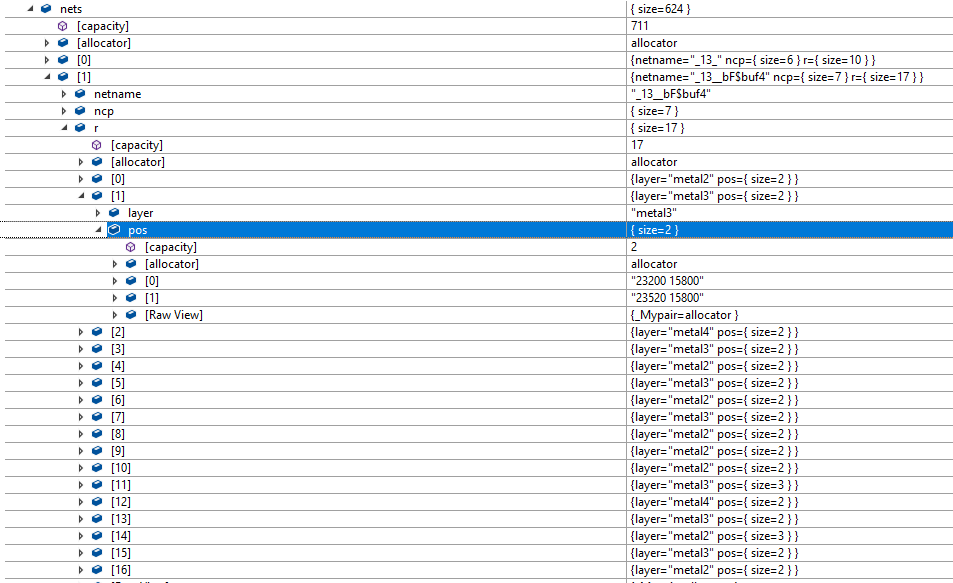 nets { size=624 }
[capacity] 711
[allocator] allocator
[0] {netname="_13_" ncp={ size=6 } r={ size=10 } }
[1] {netname="_13__bF$buf4" ncp={ size=7 } r={ size=17 } }
netname "_13__bF$buf4"
ncp { size=7 }
r { size=17 }
[capacity] 17
[allocator] allocator
[0] {layer="metal2" pos={ size=2 } }
[1] {layer="metal3" pos={ size=2 } }
layer "metal3"
pos { size=2 }
[capacity] 2
[allocator] allocator
[0] "23200 15800"
[1] "23520 15800"
[Raw View] {_Mypair=allocator }
[2] {layer="metal4" pos={ size=2 } }
[3] {layer="metal3" pos={ size=2 } }
[4] {layer="metal2" pos={ size=2 } }
[5] {layer="metal3" pos={ size=2 } }
[6] {layer="metal2" pos={ size=2 } }
[7] {layer="metal3" pos={ size=2 } }
[8] {layer="metal2" pos={ size=2 } }
[9] {layer="metal2" pos={ size=2 } }
[10] {layer="metal2" pos={ size=2 } }
[11] {layer="metal3" pos={ size=3 } }
[12] {layer="metal4" pos={ size=2 } }
[13] {layer="metal3" pos={ size=2 } }
[14] {layer="metal2" pos={ size=3 } }
[15] {layer="metal3" pos={ size=2 } }
[16] {layer="metal2" pos={ size=2 } }